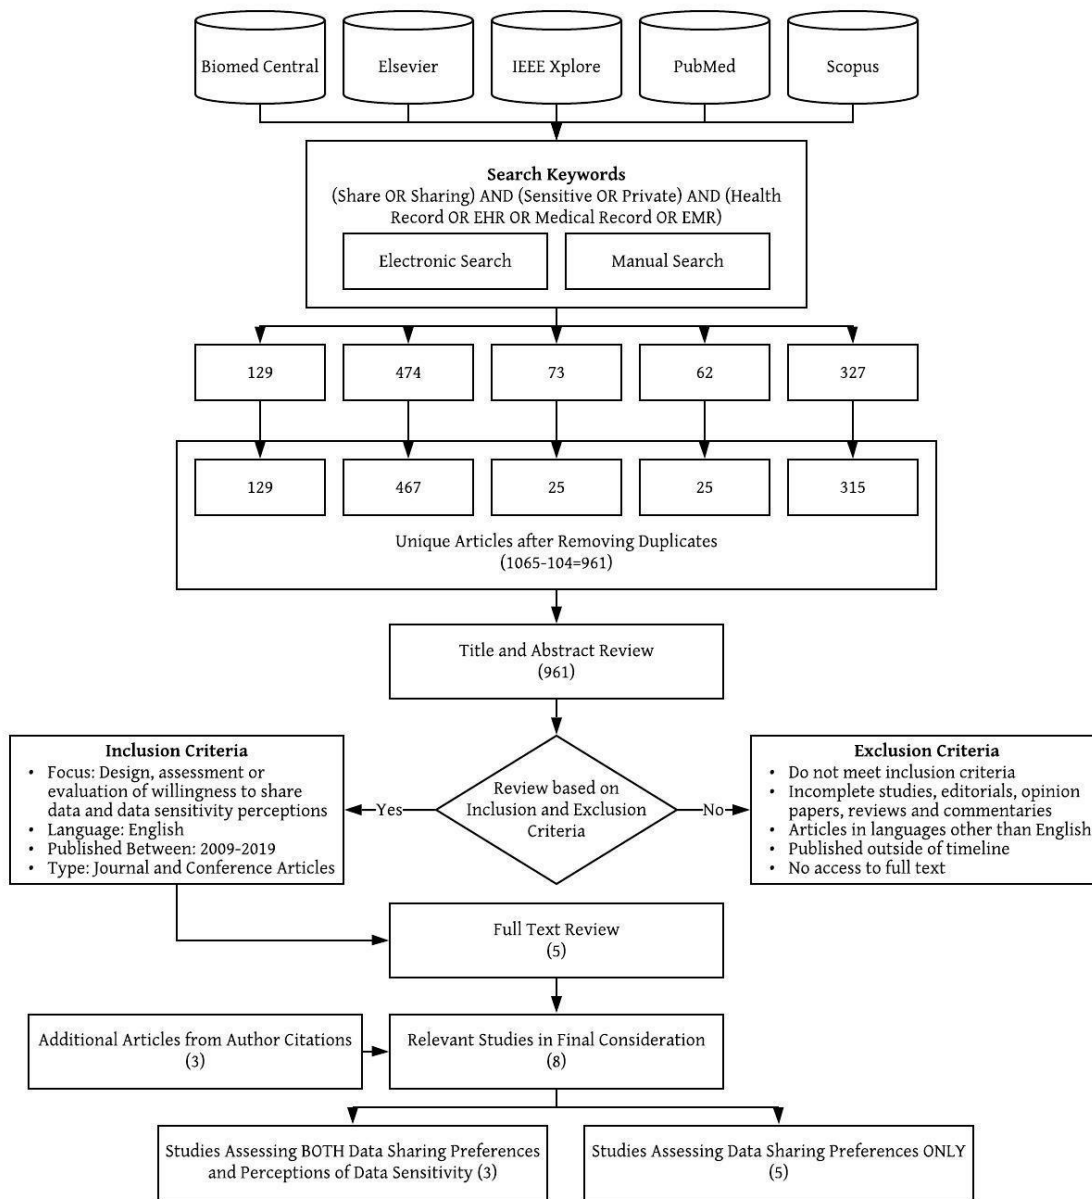 Biomed Central
Elsevier
IEEE Xplore
PubMed
Scopus
Search Keywords
(Share OR Sharing) AND (Sensitive OR Private) AND (Health
Record OR EHR OR Medical Record OR EMR)
Electronic Search
Manual Search
129
474
73
62
327
129
467
25
25
315
Unique Articles after Removing Duplicates
(1065-104=961)
Title and Abstract Review
(961)
Inclusion Criteria
• Focus: Design, assessment or
evaluation of willingness to share
data and data sensitivity perceptions
• Language: English
• Published Between: 2009-2019
• Type: Journal and Conference Articles
Yes
Review based on
Inclusion and Exclusion
Criteria
No
Exclusion Criteria
• Do not meet inclusion criteria
• Incomplete studies, editorials, opinion
papers, reviews and commentaries
• Articles in languages other than English
• Published outside of timeline
• No access to full text
Full Text Review
(5)
Additional Articles from Author Citations
(3)
Relevant Studies in Final Consideration
(8)
Studies Assessing BOTH Data Sharing Preferences
and Perceptions of Data Sensitivity (3)
Studies Assessing Data Sharing Preferences ONLY
(5)